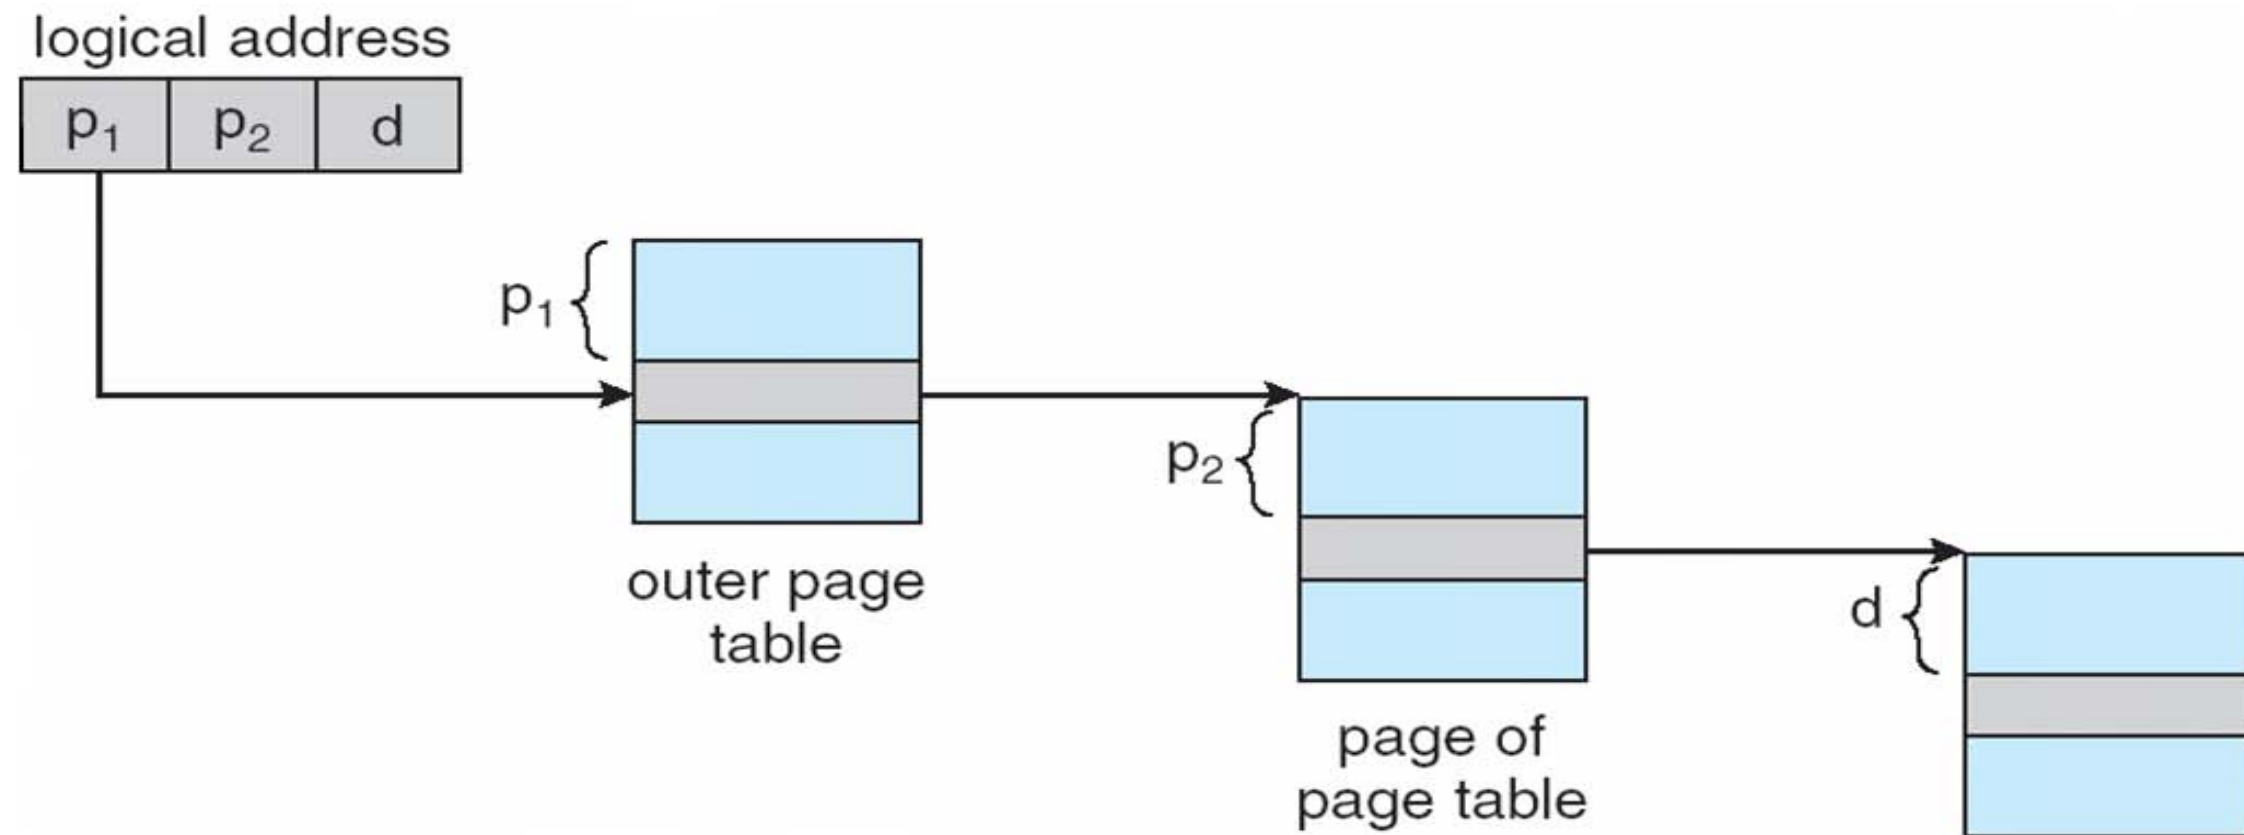 logical address
p₁ p₂ d
p₁
outer page
table
p₂
page of
page table
d